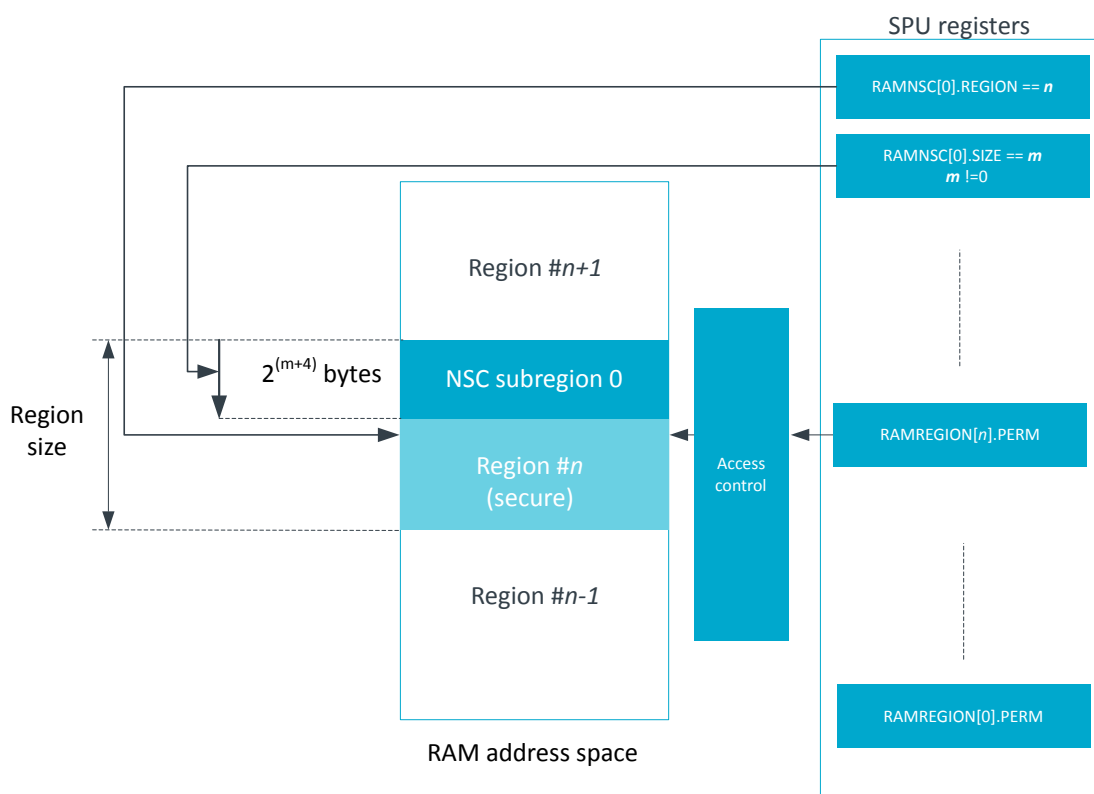 SPU registers
RAMNSC[0].REGION == n
RAMNSC[0].SIZE == m
m !=0
Region #n+1
2^(m+4) bytes
NSC subregion 0
Region
size
Region #n
(secure)
Access
control
RAMREGION[n].PERM
Region #n-1
RAMREGION[0].PERM
RAM address space